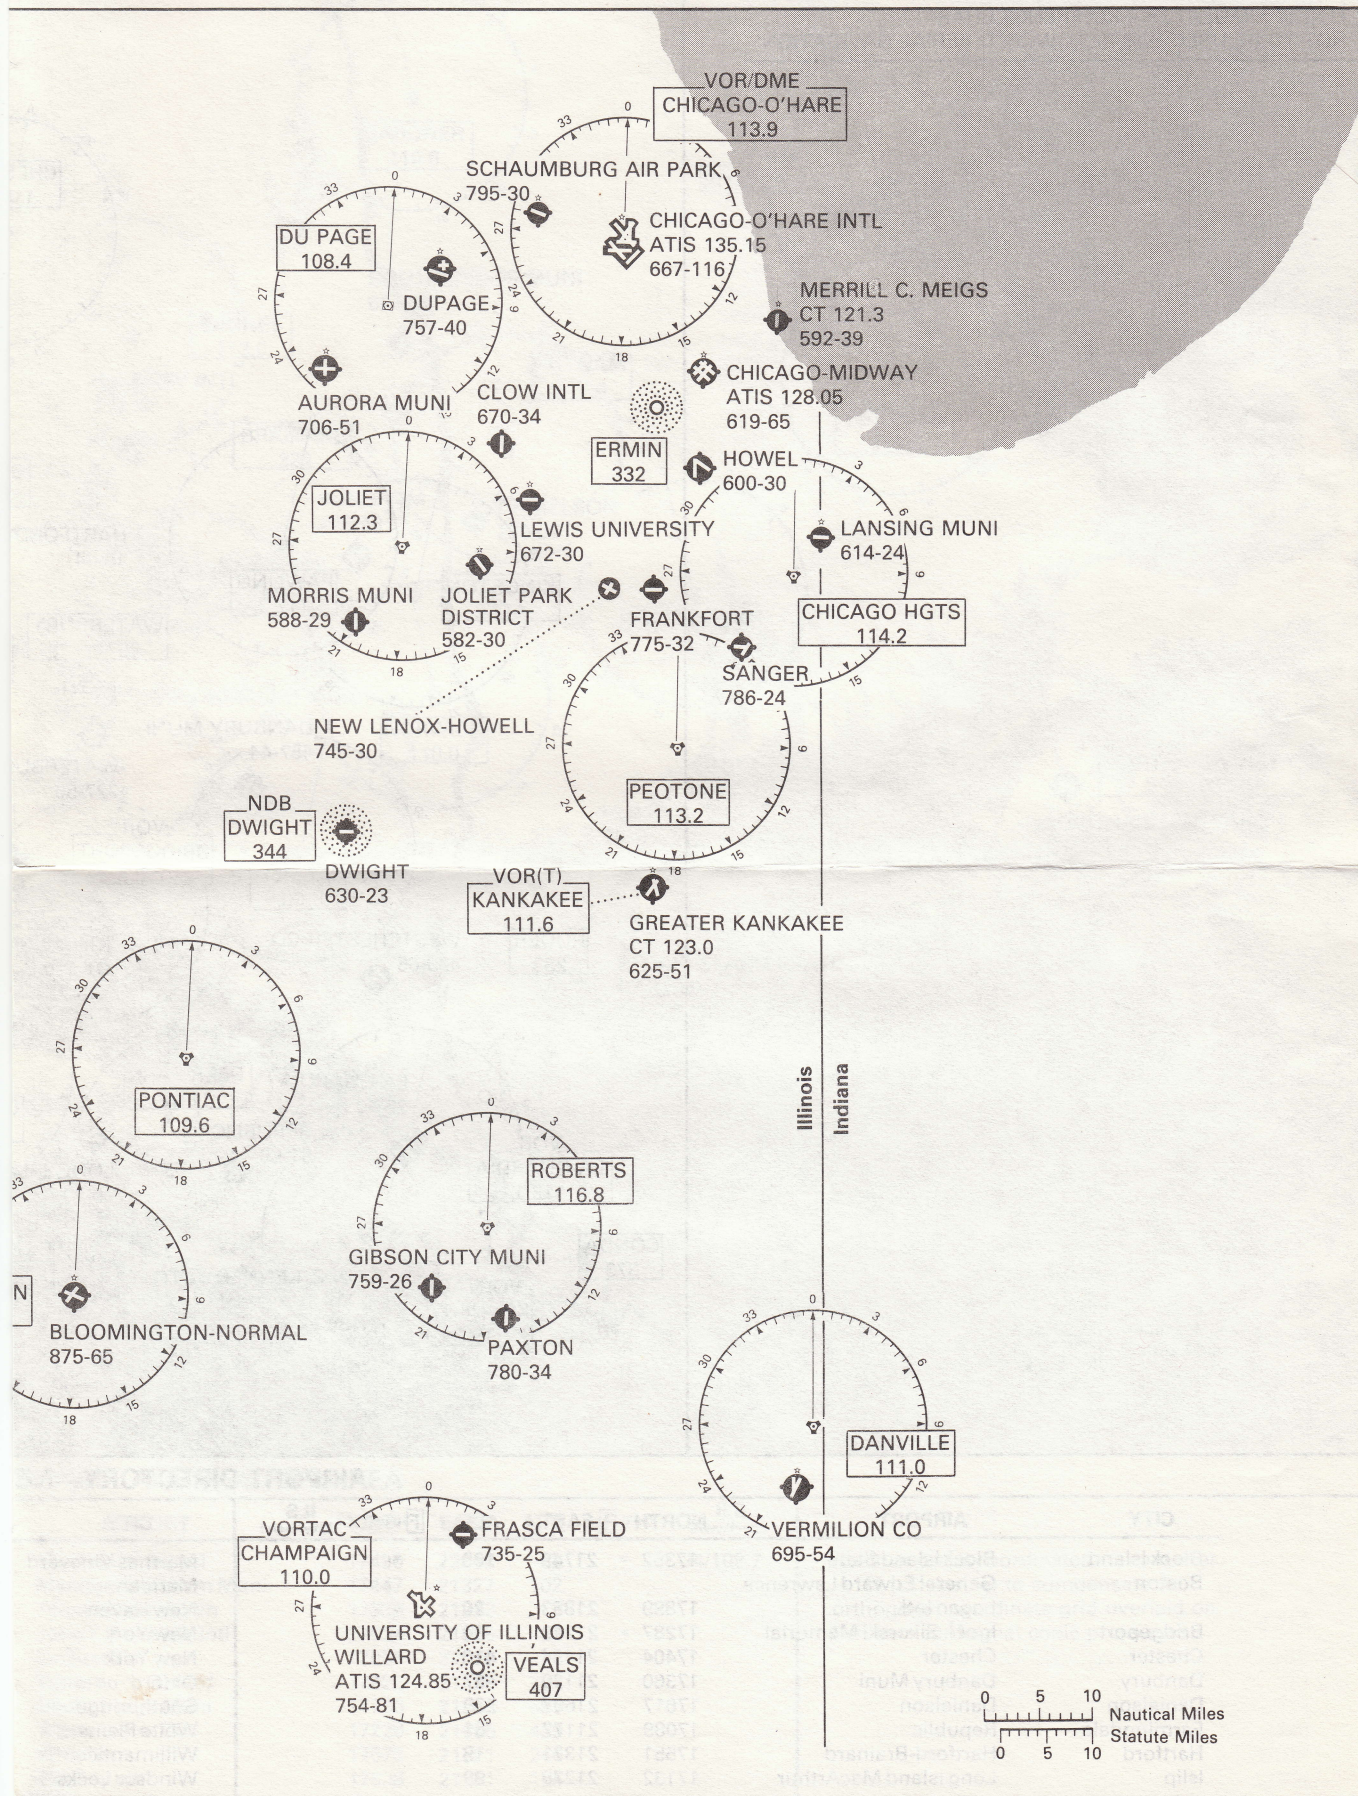 VOR/DME
CHICAGO-O'HARE
113.9
SCHAUMBURG AIR PARK
795-30
CHICAGO-O'HARE INTL
ATIS 135.15
667-116
DU PAGE
108.4
DUPAGE
757-40
MERRILL C. MEIGS
CT 121.3
592-39
CHICAGO-MIDWAY
ATIS 128.05
619-65
AURORA MUNI
706-51
CLOW INTL
670-34
ERMIN
332
HOWEL
600-30
JOLIET
112.3
LEWIS UNIVERSITY
672-30
LANSING MUNI
614-24
MORRIS MUNI
588-29
JOLIET PARK
DISTRICT
582-30
FRANKFORT
775-32
CHICAGO HGTS
114.2
SANGER
786-24
NEW LENOX-HOWELL
745-30
PEOTONE
113.2
NDB
DWIGHT
344
DWIGHT
630-23
VOR(T)
KANKAKEE
111.6
GREATER KANKAKEE
CT 123.0
625-51
PONTIAC
109.6
Illinois
Indiana
ROBERTS
116.8
GIBSON CITY MUNI
759-26
PAXTON
780-34
N
BLOOMINGTON-NORMAL
875-65
DANVILLE
111.0
VERMILION CO
695-54
VORTAC
CHAMPAIGN
110.0
FRASCA FIELD
735-25
UNIVERSITY OF ILLINOIS
WILLARD
ATIS 124.85
754-81
VEALS
407
0 5 10
Nautical Miles
Statute Miles
0 5 10